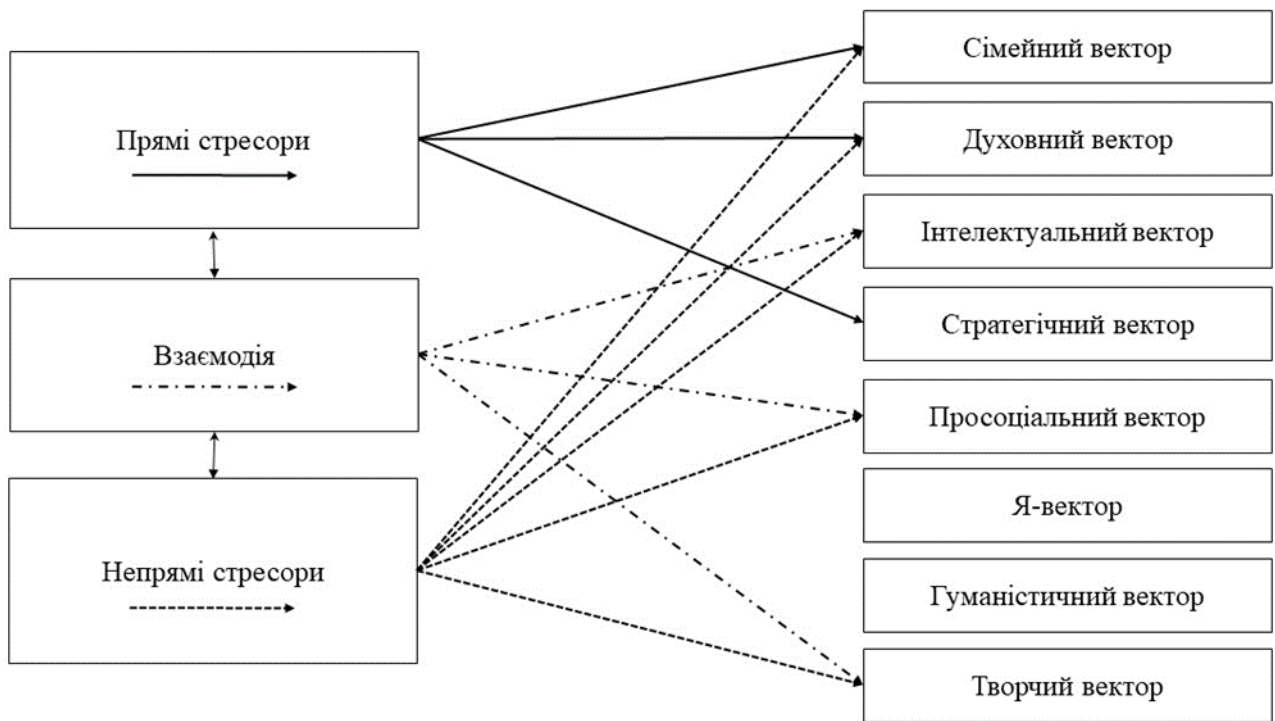 Прямі стресори
Взаємодія
Непрямі стресори
Сімейний вектор
Духовний вектор
Інтелектуальний вектор
Стратегічний вектор
Просоціальний вектор
Я-вектор
Гуманістичний вектор
Творчий вектор